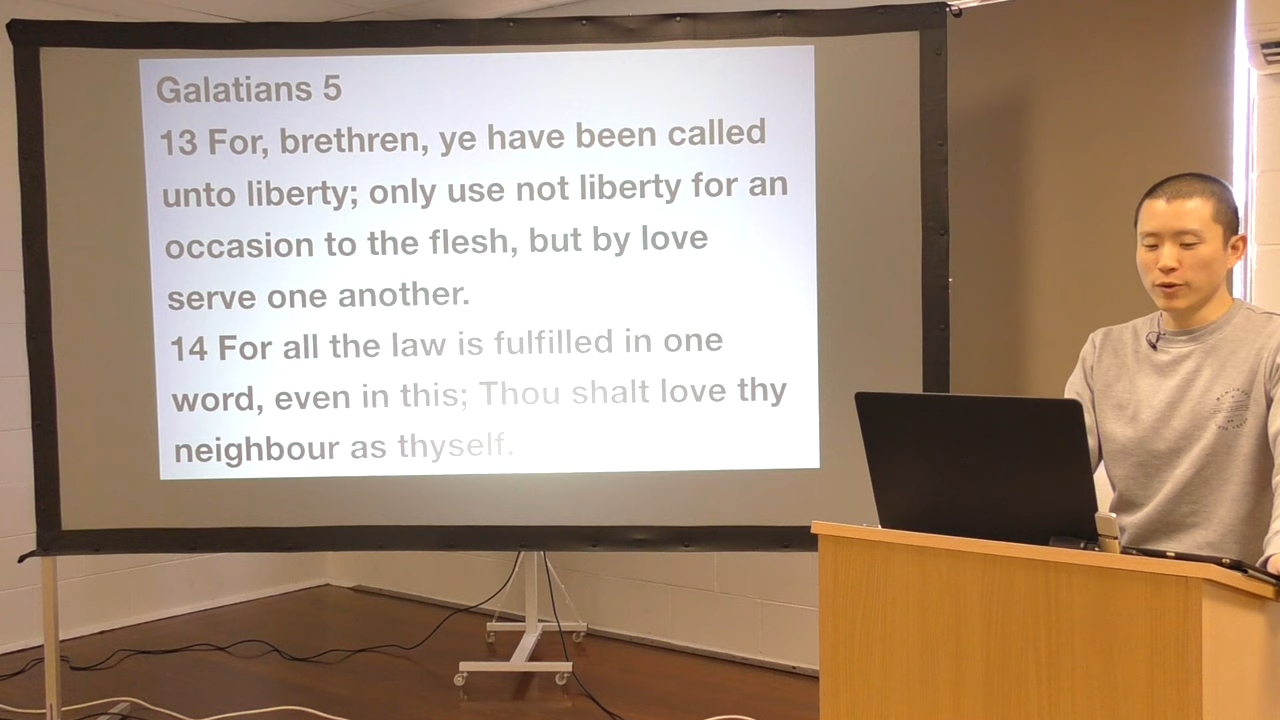 Galatians 5
13 For, brethren, ye have been called
unto liberty; only use not liberty for an
occasion to the flesh, but by love
serve one another.
14 For all the law is fulfilled in one
word, even in this; Thou shalt love thy
neighbour as thyself.